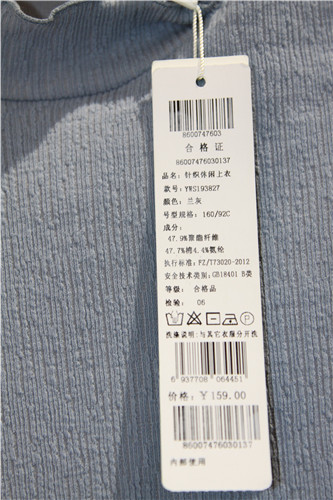 8600747603
合格证
86007476030137
品名: 针织休闲上衣
款号: YWS193827
颜色: 兰灰
号型规格: 160/92C
成分:
47.9%聚酯纤维
47.7%棉4.4%氨纶
执行标准: FZ/T73020-2012
安全技术类别: GB18401 B类
等级: 合格品
检验: 06
洗涤说明: 与其它衣服分开洗
6 937708 064451
价格: ¥159.00
86007476030137
内部使用